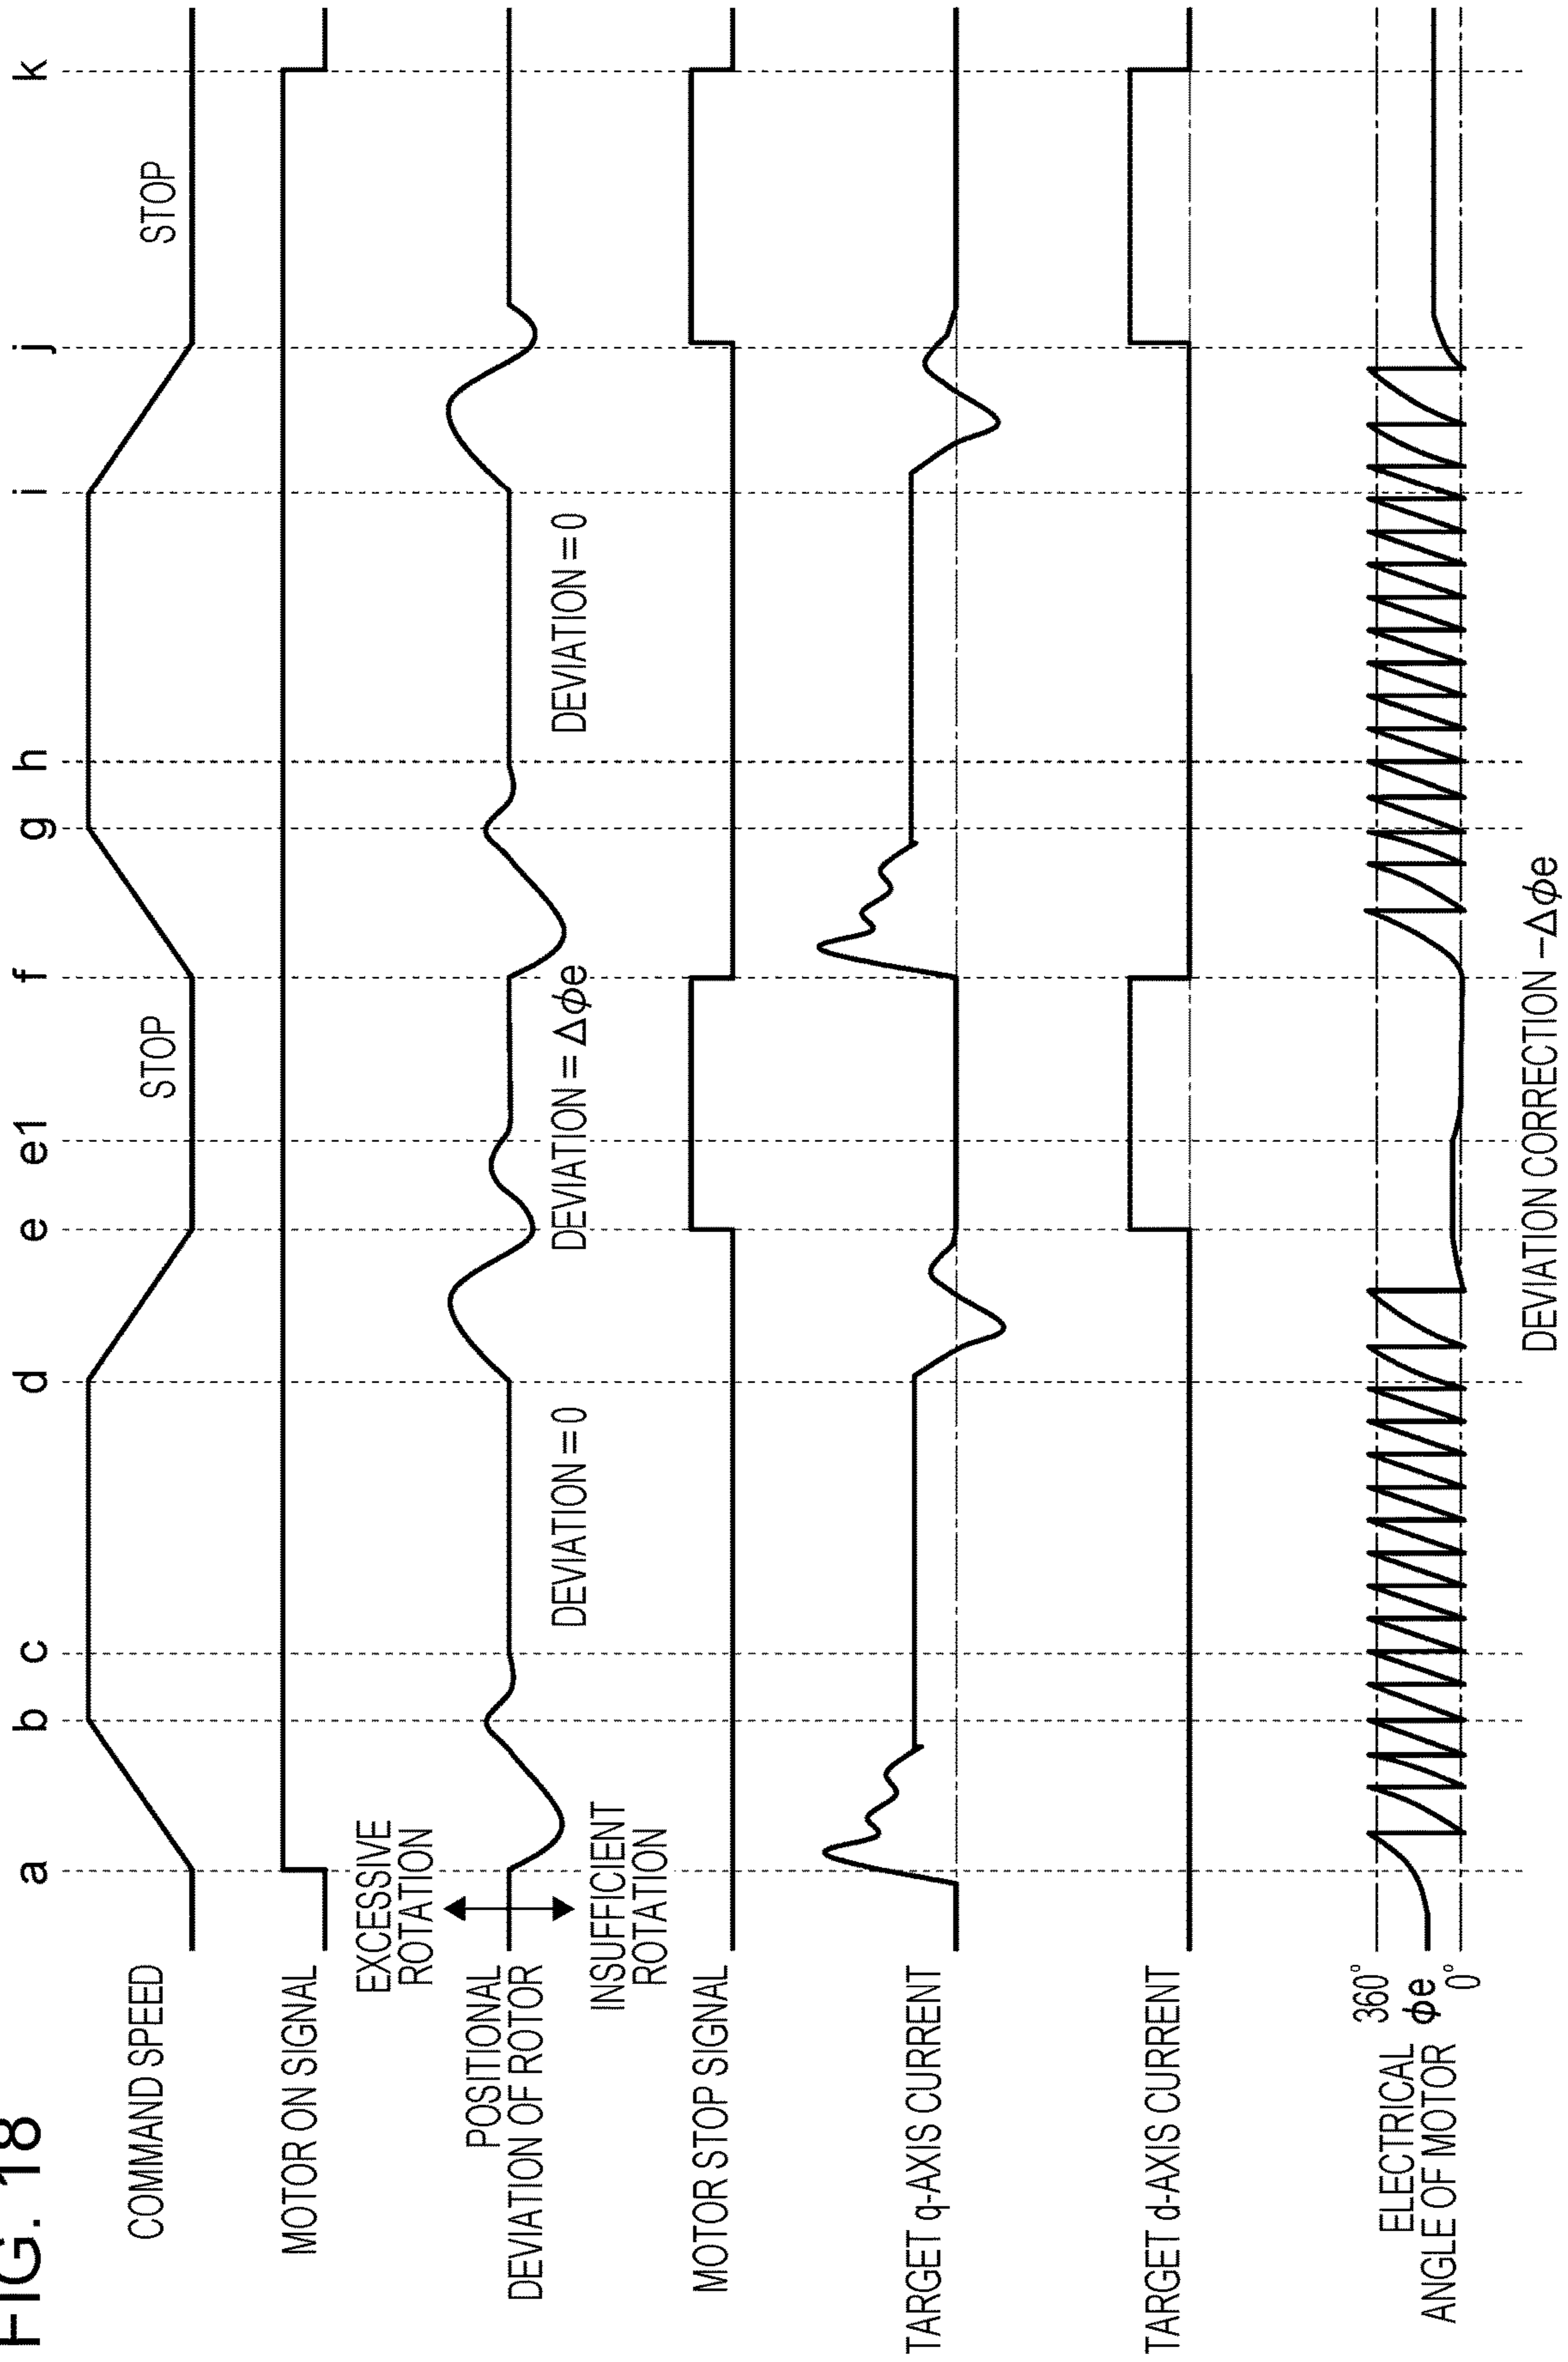 FIG. 18
a
b
c
d
e
e1
f
g
h
i
j
k
COMMAND SPEED
STOP
STOP
MOTOR ON SIGNAL
EXCESSIVE
ROTATION
POSITIONAL
DEVIATION OF ROTOR
INSUFFICIENT
ROTATION
DEVIATION = 0
DEVIATION = Δϕe
DEVIATION = 0
MOTOR STOP SIGNAL
TARGET q-AXIS CURRENT
TARGET d-AXIS CURRENT
ELECTRICAL
ANGLE OF MOTOR
360°
ϕe
0°
DEVIATION CORRECTION −Δϕe